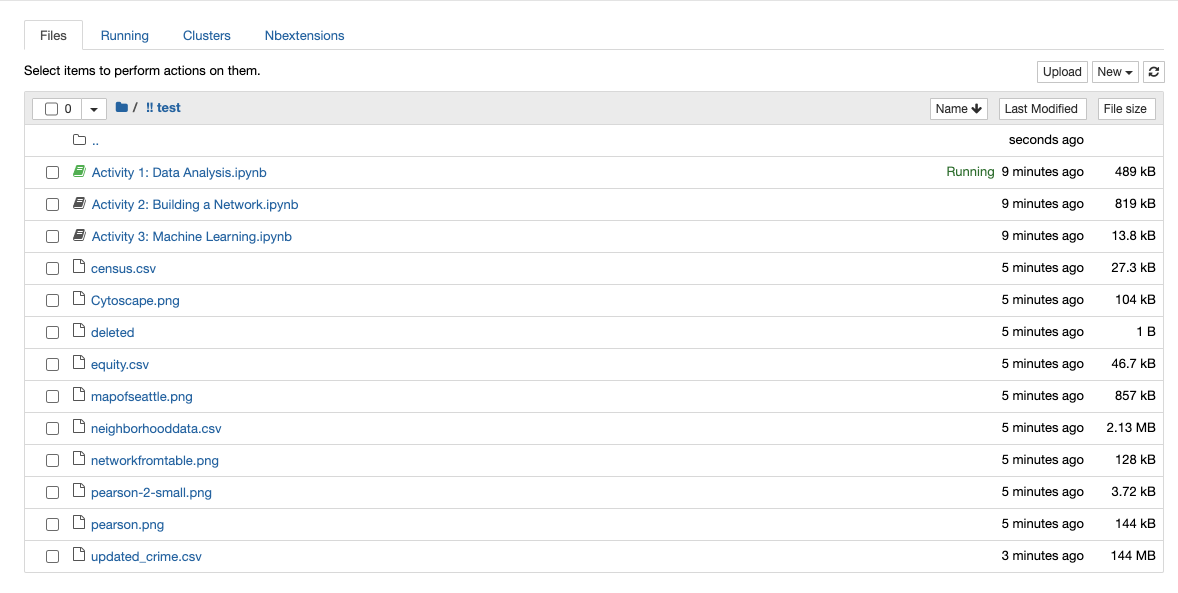 Files Running Clusters Nbextensions
Select items to perform actions on them.
Upload New
0 / !! test Name Last Modified File size
.. seconds ago
Activity 1: Data Analysis.ipynb Running 9 minutes ago 489 kB
Activity 2: Building a Network.ipynb 9 minutes ago 819 kB
Activity 3: Machine Learning.ipynb 9 minutes ago 13.8 kB
census.csv 5 minutes ago 27.3 kB
Cytoscape.png 5 minutes ago 104 kB
deleted 5 minutes ago 1 B
equity.csv 5 minutes ago 46.7 kB
mapofseattle.png 5 minutes ago 857 kB
neighborhooddata.csv 5 minutes ago 2.13 MB
networkfromtable.png 5 minutes ago 128 kB
pearson-2-small.png 5 minutes ago 3.72 kB
pearson.png 5 minutes ago 144 kB
updated_crime.csv 3 minutes ago 144 MB